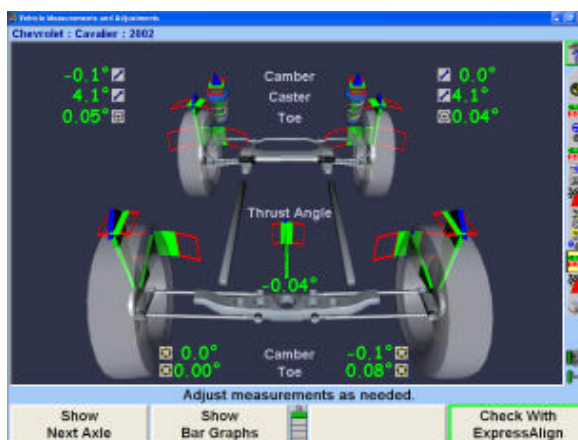 Vehicle Measurements and Adjustments
Chevrolet : Cavalier : 2002
-0.1° Camber 0.0°
4.1° Caster 4.1°
0.05° Toe 0.04°
Thrust Angle
-0.04°
0.0° Camber -0.1°
0.00° Toe 0.08°
Adjust measurements as needed.
Show Next Axle
Show Bar Graphs
Check With ExpressAlign